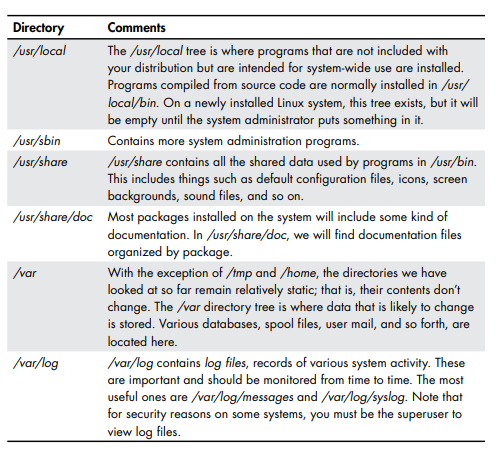 Directory Comments
/usr/local The /usr/local tree is where programs that are not included with
your distribution but are intended for system-wide use are installed.
Programs compiled from source code are normally installed in /usr/
local/bin. On a newly installed Linux system, this tree exists, but it will
be empty until the system administrator puts something in it.
/usr/sbin Contains more system administration programs.
/usr/share /usr/share contains all the shared data used by programs in /usr/bin.
This includes things such as default configuration files, icons, screen
backgrounds, sound files, and so on.
/usr/share/doc Most packages installed on the system will include some kind of
documentation. In /usr/share/doc, we will find documentation files
organized by package.
/var With the exception of /tmp and /home, the directories we have
looked at so far remain relatively static; that is, their contents don’t
change. The /var directory tree is where data that is likely to change
is stored. Various databases, spool files, user mail, and so forth, are
located here.
/var/log /var/log contains log files, records of various system activity. These
are important and should be monitored from time to time. The most
useful ones are /var/log/messages and /var/log/syslog. Note that
for security reasons on some systems, you must be the superuser to
view log files.